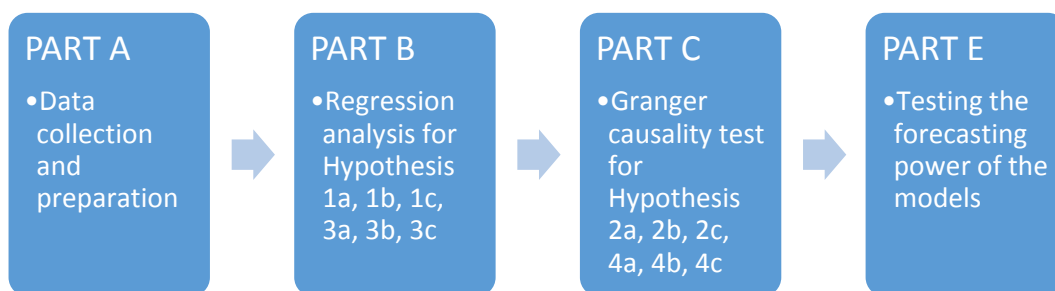 PART A
•Data
collection
and
preparation
PART B
•Regression
analysis for
Hypothesis
1a, 1b, 1c,
3a, 3b, 3c
PART C
•Granger
causality test
for
Hypothesis
2a, 2b, 2c,
4a, 4b, 4c
PART E
•Testing the
forecasting
power of the
models